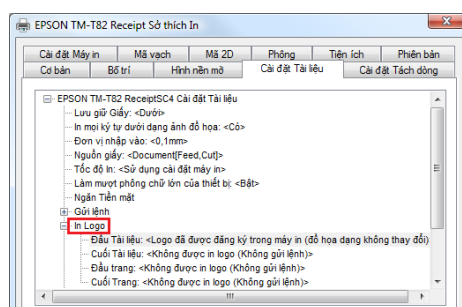 EPSON TM-T82 Receipt Sở thích In
Cài đặt Máy in Mã vạch Mã 2D Phông Tiện ích Phiên bản
Cơ bản Bố trí Hình nền mờ Cài đặt Tài liệu Cài đặt Tách dòng
EPSON TM-T82 ReceiptSC4 Cài đặt Tài liệu
Lưu giữ Giấy: <Dưới>
In mọi ký tự dưới dạng ảnh đồ họa: <Có>
Đơn vị nhập vào: <0,1mm>
Nguồn giấy: <Document[Feed,Cut]>
Tốc độ In: <Sử dụng cài đặt máy in>
Làm mượt phông chữ lớn của thiết bị: <Bật>
Ngăn Tiền mặt
Gửi lệnh
In Logo
Đầu Tài liệu: <Logo đã được đăng ký trong máy in (đồ họa dạng không thay đổi)
Cuối Tài liệu: <Không được in logo (Không gửi lệnh)>
Đầu trang: <Không được in logo (Không gửi lệnh)>
Cuối Trang: <Không được in logo (Không gửi lệnh)>